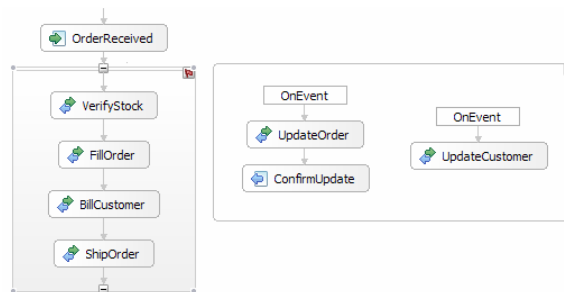 OrderReceived
VerifyStock
FillOrder
BillCustomer
ShipOrder
OnEvent
UpdateOrder
ConfirmUpdate
OnEvent
UpdateCustomer